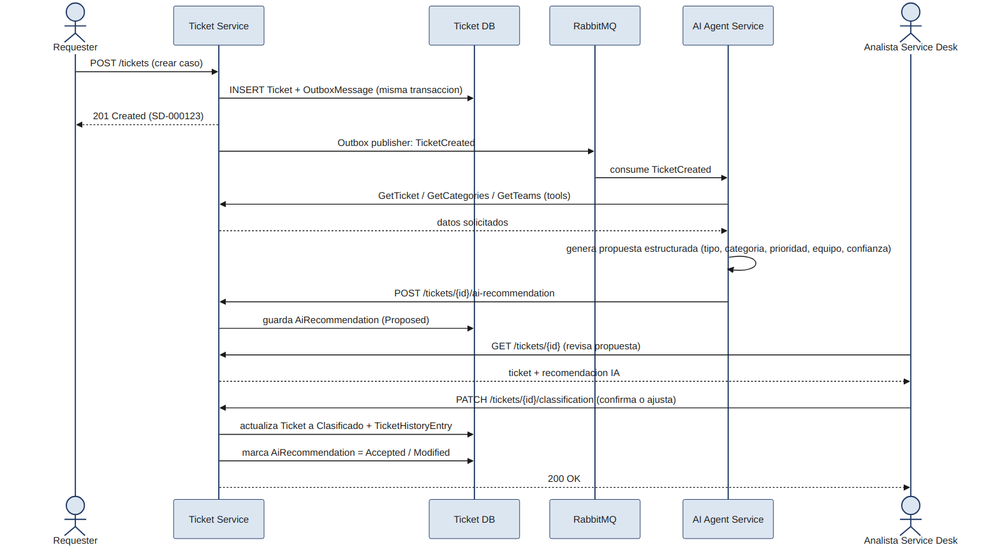 Requester
Ticket Service
Ticket DB
RabbitMQ
AI Agent Service
Analista Service Desk
POST /tickets (crear caso)
INSERT Ticket + OutboxMessage (misma transaccion)
201 Created (SD-000123)
Outbox publisher: TicketCreated
consume TicketCreated
GetTicket / GetCategories / GetTeams (tools)
datos solicitados
genera propuesta estructurada (tipo, categoria, prioridad, equipo, confianza)
POST /tickets/{id}/ai-recommendation
guarda AiRecommendation (Proposed)
GET /tickets/{id} (revisa propuesta)
ticket + recomendacion IA
PATCH /tickets/{id}/classification (confirma o ajusta)
actualiza Ticket a Clasificado + TicketHistoryEntry
marca AiRecommendation = Accepted / Modified
200 OK
Requester
Ticket Service
Ticket DB
RabbitMQ
AI Agent Service
Analista Service Desk